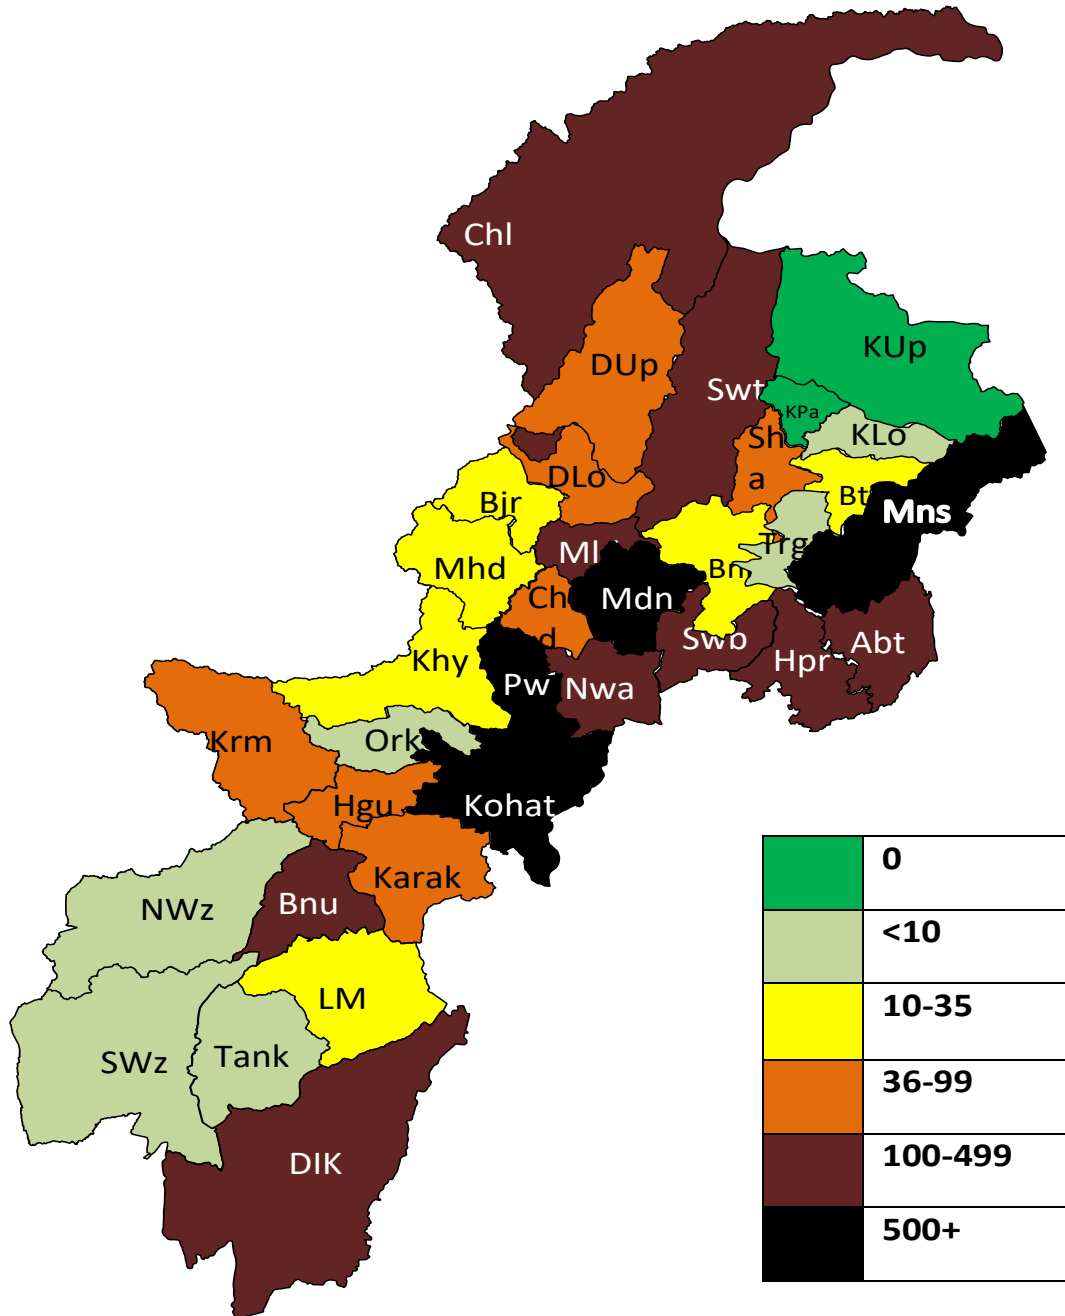 Chl
KUp
DUp
Swt
KPa
Sh
a
KLo
DLo
Bjr
Bt
Mns
Ml
Trg
Mhd
Bn
Ch
d
Mdn
Swb
Abt
Hpr
Khy
Pw
Nwa
Krm
Ork
Hgu
Kohat
Karak
NWz
Bnu
LM
SWz
Tank
DIK
0
<10
10-35
36-99
100-499
500+